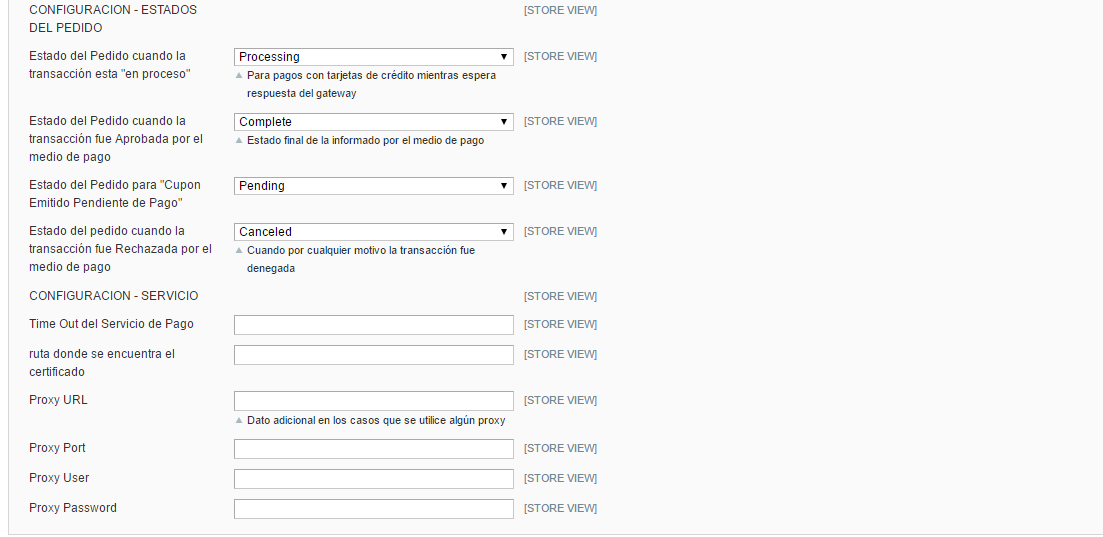 CONFIGURACION - ESTADOS
DEL PEDIDO
[STORE VIEW]
Estado del Pedido cuando la
transacción esta "en proceso"
Processing
[STORE VIEW]
Para pagos con tarjetas de crédito mientras espera
respuesta del gateway
Estado del Pedido cuando la
transacción fue Aprobada por el
medio de pago
Complete
[STORE VIEW]
Estado final de la informado por el medio de pago
Estado del Pedido para "Cupon
Emitido Pendiente de Pago"
Pending
[STORE VIEW]
Estado del pedido cuando la
transacción fue Rechazada por el
medio de pago
Canceled
[STORE VIEW]
Cuando por cualquier motivo la transacción fue
denegada
CONFIGURACION - SERVICIO
[STORE VIEW]
Time Out del Servicio de Pago
[STORE VIEW]
ruta donde se encuentra el
certificado
[STORE VIEW]
Proxy URL
[STORE VIEW]
Dato adicional en los casos que se utilice algún proxy
Proxy Port
[STORE VIEW]
Proxy User
[STORE VIEW]
Proxy Password
[STORE VIEW]